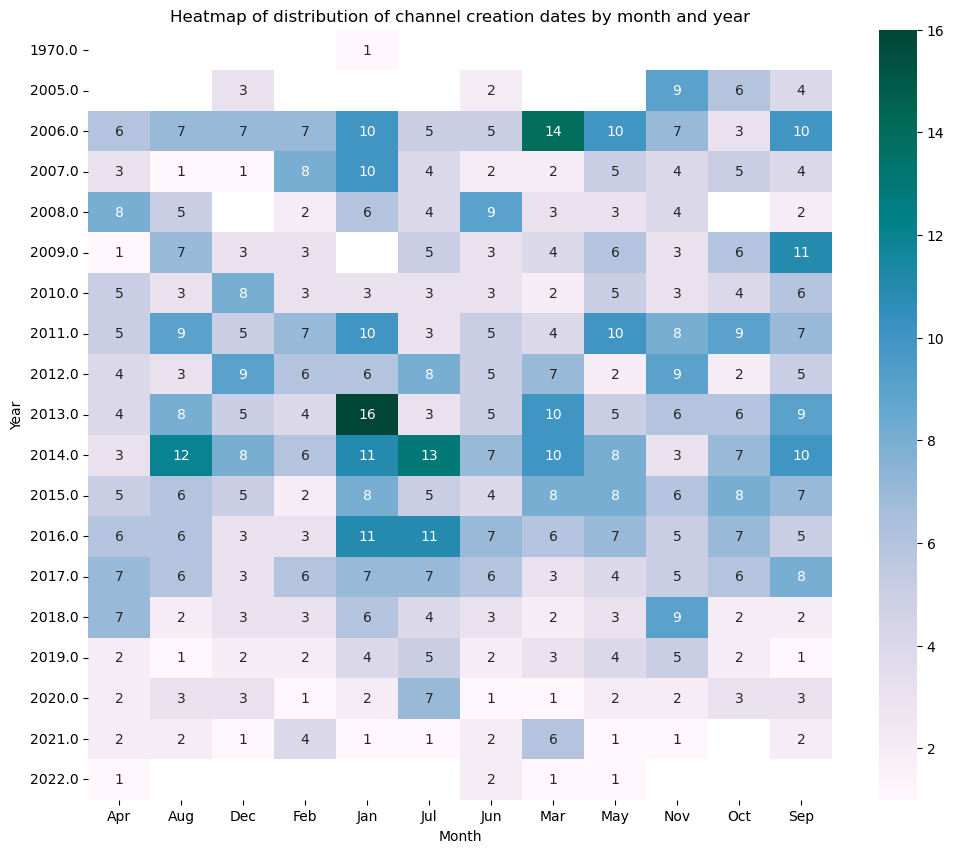 Heatmap of distribution of channel creation dates by month and year
1970.0 1
2005.0 3 2 9 6 4
2006.0 6 7 7 7 10 5 5 14 10 7 3 10
2007.0 3 1 1 8 10 4 2 2 5 4 5 4
2008.0 8 5 2 6 4 9 3 3 4 2
2009.0 1 7 3 3 5 3 4 6 3 6 11
2010.0 5 3 8 3 3 3 3 2 5 3 4 6
2011.0 5 9 5 7 10 3 5 4 10 8 9 7
2012.0 4 3 9 6 6 8 5 7 2 9 2 5
2013.0 4 8 5 4 16 3 5 10 5 6 6 9
2014.0 3 12 8 6 11 13 7 10 8 3 7 10
2015.0 5 6 5 2 8 5 4 8 8 6 8 7
2016.0 6 6 3 3 11 11 7 6 7 5 7 5
2017.0 7 6 3 6 7 7 6 3 4 5 6 8
2018.0 7 2 3 3 6 4 3 2 3 9 2 2
2019.0 2 1 2 2 4 5 2 3 4 5 2 1
2020.0 2 3 3 1 2 7 1 1 2 2 3 3
2021.0 2 2 1 4 1 1 2 6 1 1 2
2022.0 1 2 1 1
Apr Aug Dec Feb Jan Jul Jun Mar May Nov Oct Sep
Month
Year
16
14
12
10
8
6
4
2